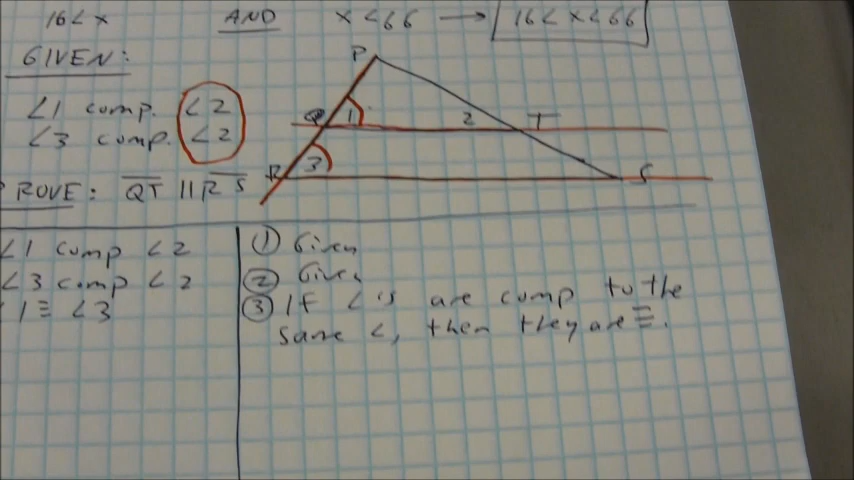 16 < x AND x < 66 → 16 < x < 66
GIVEN:
∠1 comp. ∠2
∠3 comp. ∠2
PROVE: QT || RS
P
Q 1 2 T
R 3 S
∠1 comp ∠2
∠3 comp ∠2
∠1 ≅ ∠3
① Given
② Given
③ If ∠'s are comp to the
same ∠, then they are ≅.